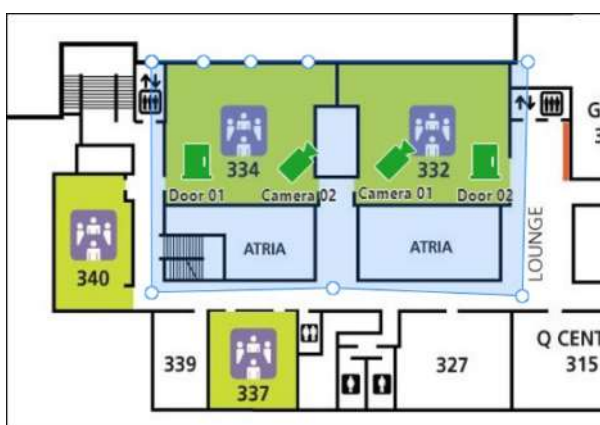 G
3
334
332
Door 01
Camera 02
Camera 01
Door 02
ATRIA
ATRIA
LOUNGE
340
339
337
327
Q CENT
315